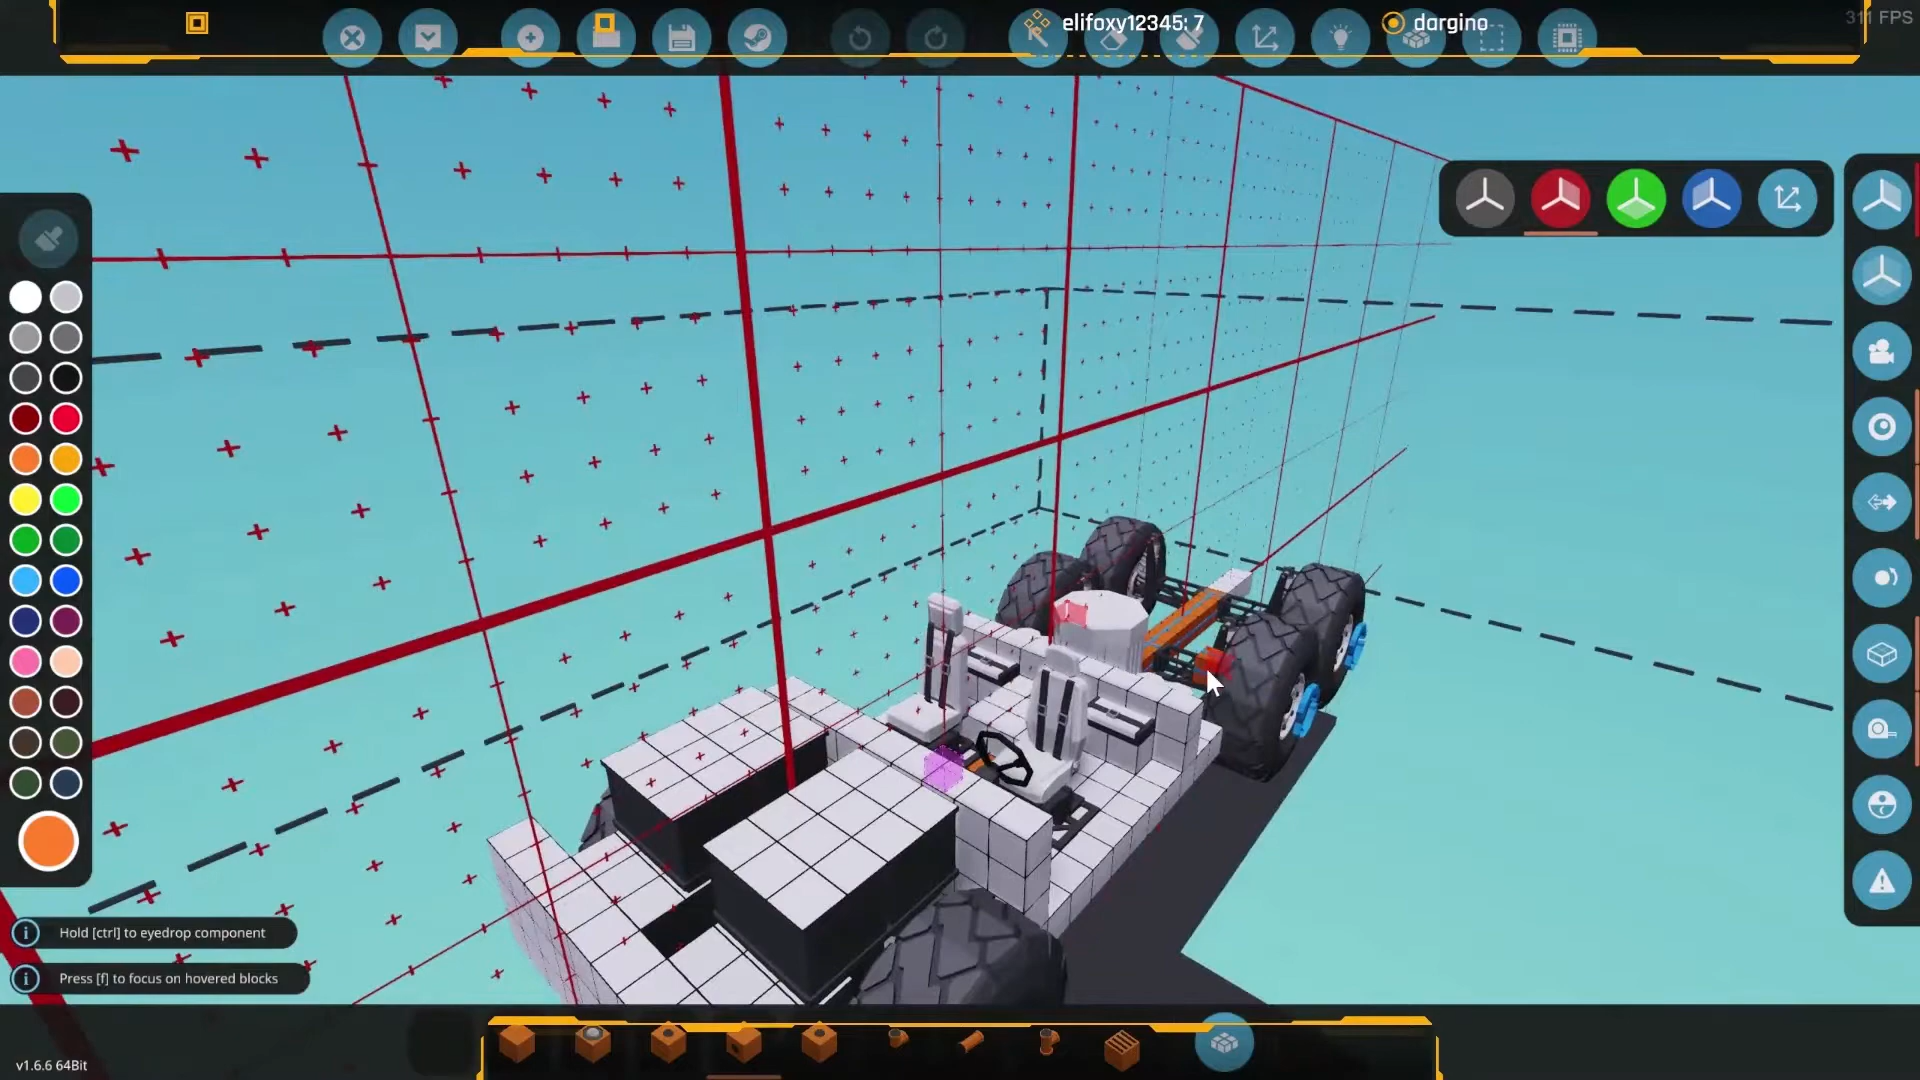 elifoxy12345: 7
dargino
311 FPS
Hold [ctrl] to eyedrop component
Press [f] to focus on hovered blocks
v1.6.6 64Bit